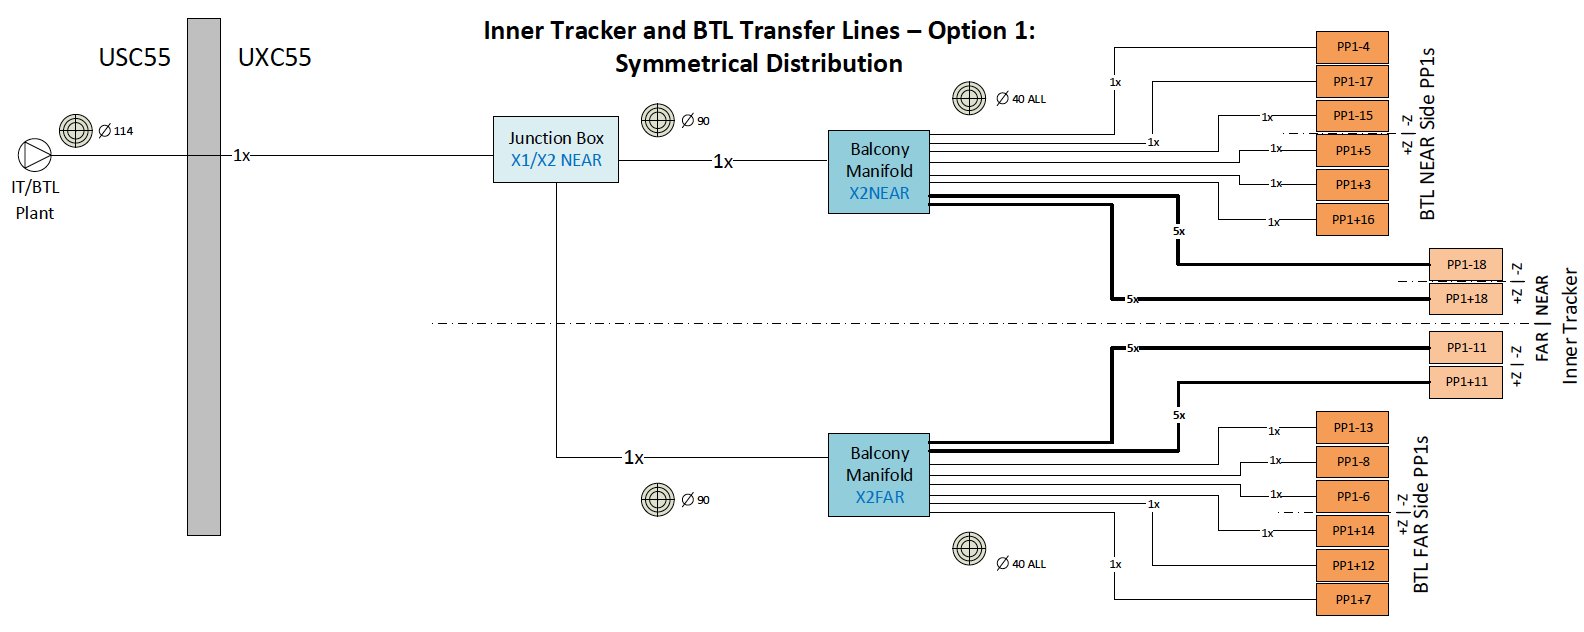 Inner Tracker and BTL Transfer Lines – Option 1:
Symmetrical Distribution
USC55
UXC55
Ø 114
IT/BTL
Plant
1x
Junction Box
X1/X2 NEAR
Ø 90
1x
Balcony
Manifold
X2NEAR
Ø 40 ALL
1x
1x
1x
1x
1x
1x
5x
5x
PP1-4
PP1-17
PP1-15
PP1+5
PP1+3
PP1+16
+Z | -Z
BTL NEAR Side PP1s
PP1-18
PP1+18
+Z | -Z
FAR | NEAR
Inner Tracker
PP1-11
PP1+11
+Z | -Z
5x
5x
1x
Ø 90
Balcony
Manifold
X2FAR
Ø 40 ALL
1x
1x
1x
1x
1x
1x
PP1-13
PP1-8
PP1-6
PP1+14
PP1+12
PP1+7
+Z | -Z
BTL FAR Side PP1s